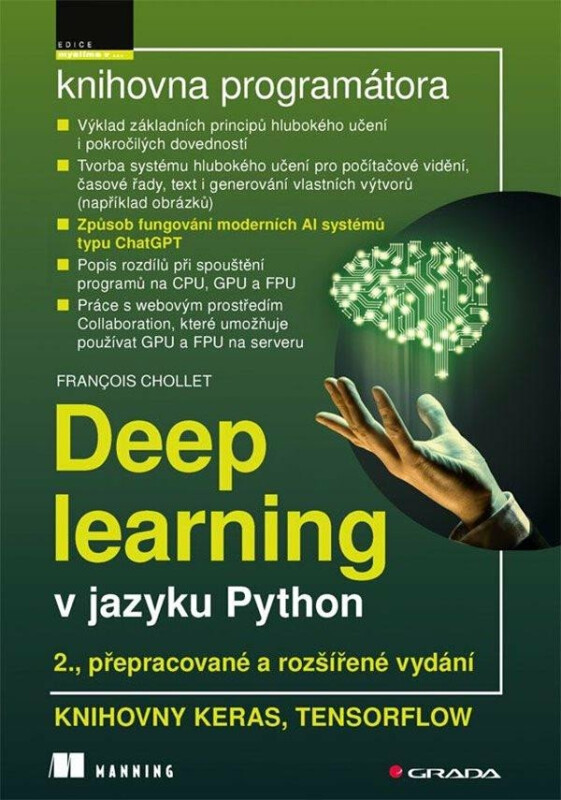 EDICE
myslíme v ...
knihovna programátora
Výklad základních principů hlubokého učení
i pokročilých dovedností
Tvorba systému hlubokého učení pro počítačové vidění,
časové řady, text i generování vlastních výtvorů
(například obrázků)
Způsob fungování moderních AI systémů
typu ChatGPT
Popis rozdílů při spouštění
programů na CPU, GPU a FPU
Práce s webovým prostředím
Collaboration, které umožňuje
používat GPU a FPU na serveru
FRANÇOIS CHOLLET
Deep
learning
v jazyku Python
2., přepracované a rozšířené vydání
KNIHOVNY KERAS, TENSORFLOW
MANNING
GRADA